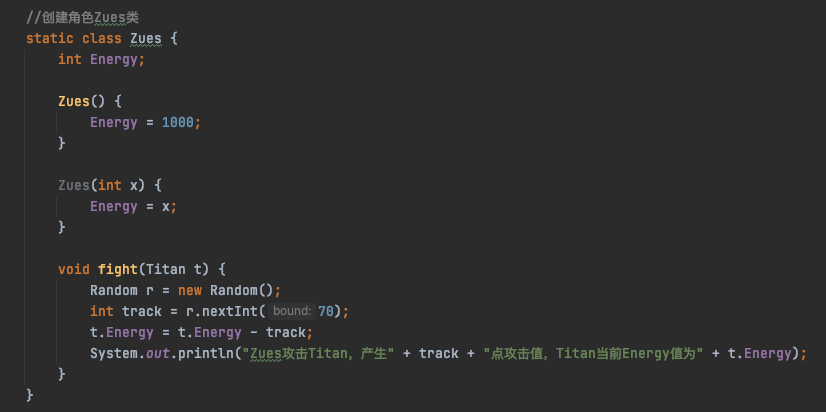 //创建角色Zues类
static class Zues {
int Energy;
Zues() {
Energy = 1000;
}
Zues(int x) {
Energy = x;
}
void fight(Titan t) {
Random r = new Random();
int track = r.nextInt( bound: 70);
t.Energy = t.Energy - track;
System.out.println("Zues攻击Titan，产生" + track + "点攻击值，Titan当前Energy值为" + t.Energy);
}
}